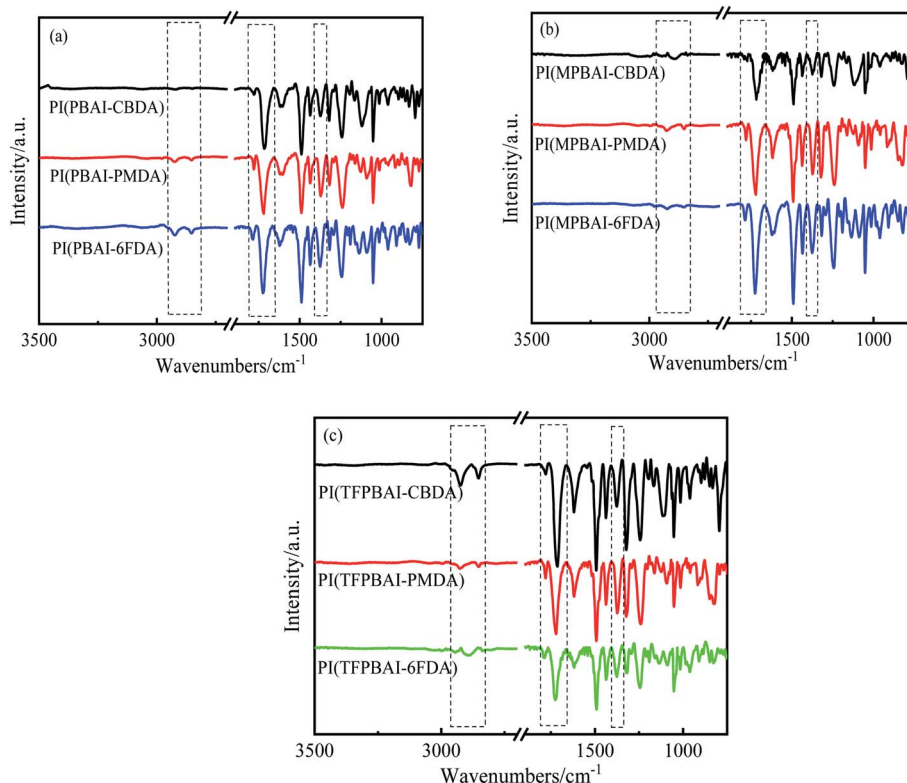 (a)
PI(PBAI-CBDA)
PI(PBAI-PMDA)
PI(PBAI-6FDA)
Intensity/a.u.
3500 3000 1500 1000
Wavenumbers/cm⁻¹
(b)
PI(MPBAI-CBDA)
PI(MPBAI-PMDA)
PI(MPBAI-6FDA)
Intensity/a.u.
3500 3000 1500 1000
Wavenumbers/cm⁻¹
(c)
PI(TFPBAI-CBDA)
PI(TFPBAI-PMDA)
PI(TFPBAI-6FDA)
Intensity/a.u.
3500 3000 1500 1000
Wavenumbers/cm⁻¹